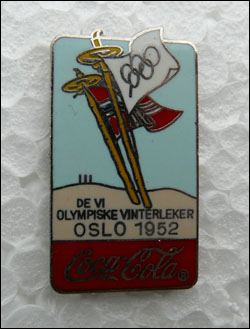 DE VI
OLYMPISKE VINTERLEKER
OSLO 1952
Coca-Cola®